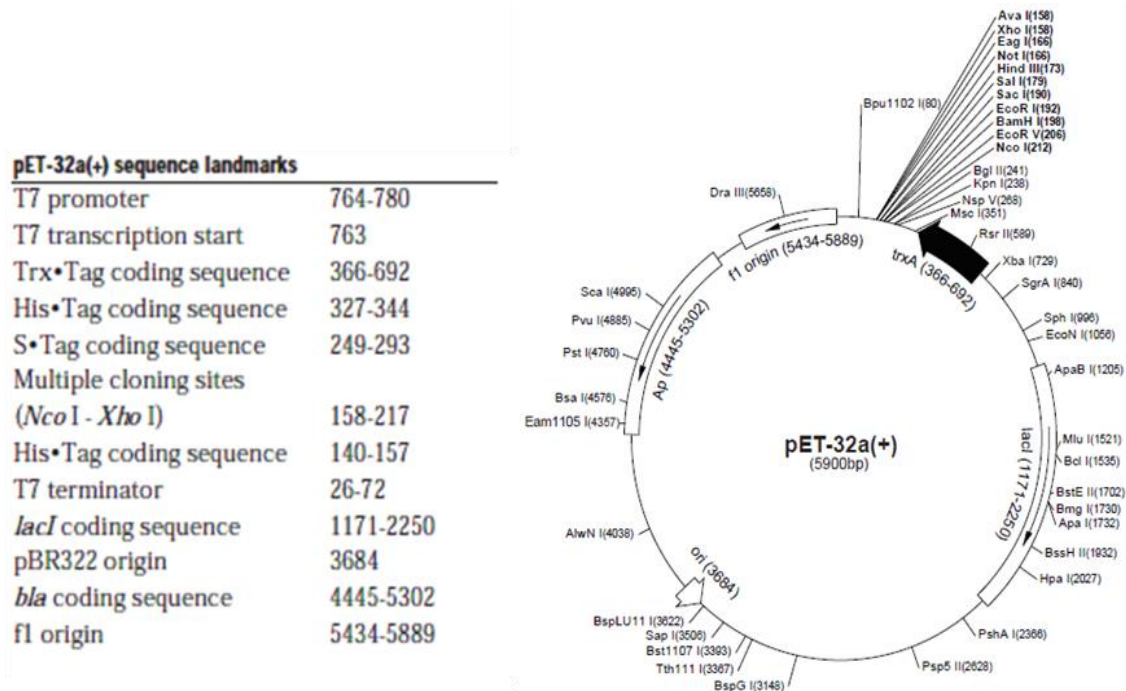 pET-32a(+) sequence landmarks
T7 promoter 764-780
T7 transcription start 763
Trx•Tag coding sequence 366-692
His•Tag coding sequence 327-344
S•Tag coding sequence 249-293
Multiple cloning sites
(Nco I - Xho I) 158-217
His•Tag coding sequence 140-157
T7 terminator 26-72
lacI coding sequence 1171-2250
pBR322 origin 3684
bla coding sequence 4445-5302
f1 origin 5434-5889
Ava I(158)
Xho I(158)
Eag I(166)
Not I(166)
Hind III(173)
Sal I(179)
Sac I(190)
EcoR I(192)
BamH I(198)
EcoR V(206)
Nco I(212)
Bpu1102 I(80)
Bgl II(241)
Kpn I(238)
Nsp V(268)
Msc I(351)
Rsr II(589)
Dra III(5658)
f1 origin (5434-5889)
trxA (366-692)
Xba I(729)
SgrA I(840)
Sph I(996)
EcoN I(1056)
ApaB I(1205)
Sca I(4995)
Pvu I(4885)
Pst I(4760)
Bsa I(4576)
Eam1105 I(4357)
Ap (4445-5302)
pET-32a(+)
(5900bp)
lacI (1171-2250)
Mlu I(1521)
Bcl I(1535)
BstE II(1702)
Bmg I(1730)
Apa I(1732)
BssH II(1932)
Hpa I(2027)
AlwN I(4038)
ori (3684)
BspLU11 I(3622)
Sap I(3506)
Bst1107 I(3393)
Tth111 I(3367)
BspG I(3148)
Psp5 II(2628)
PshA I(2366)